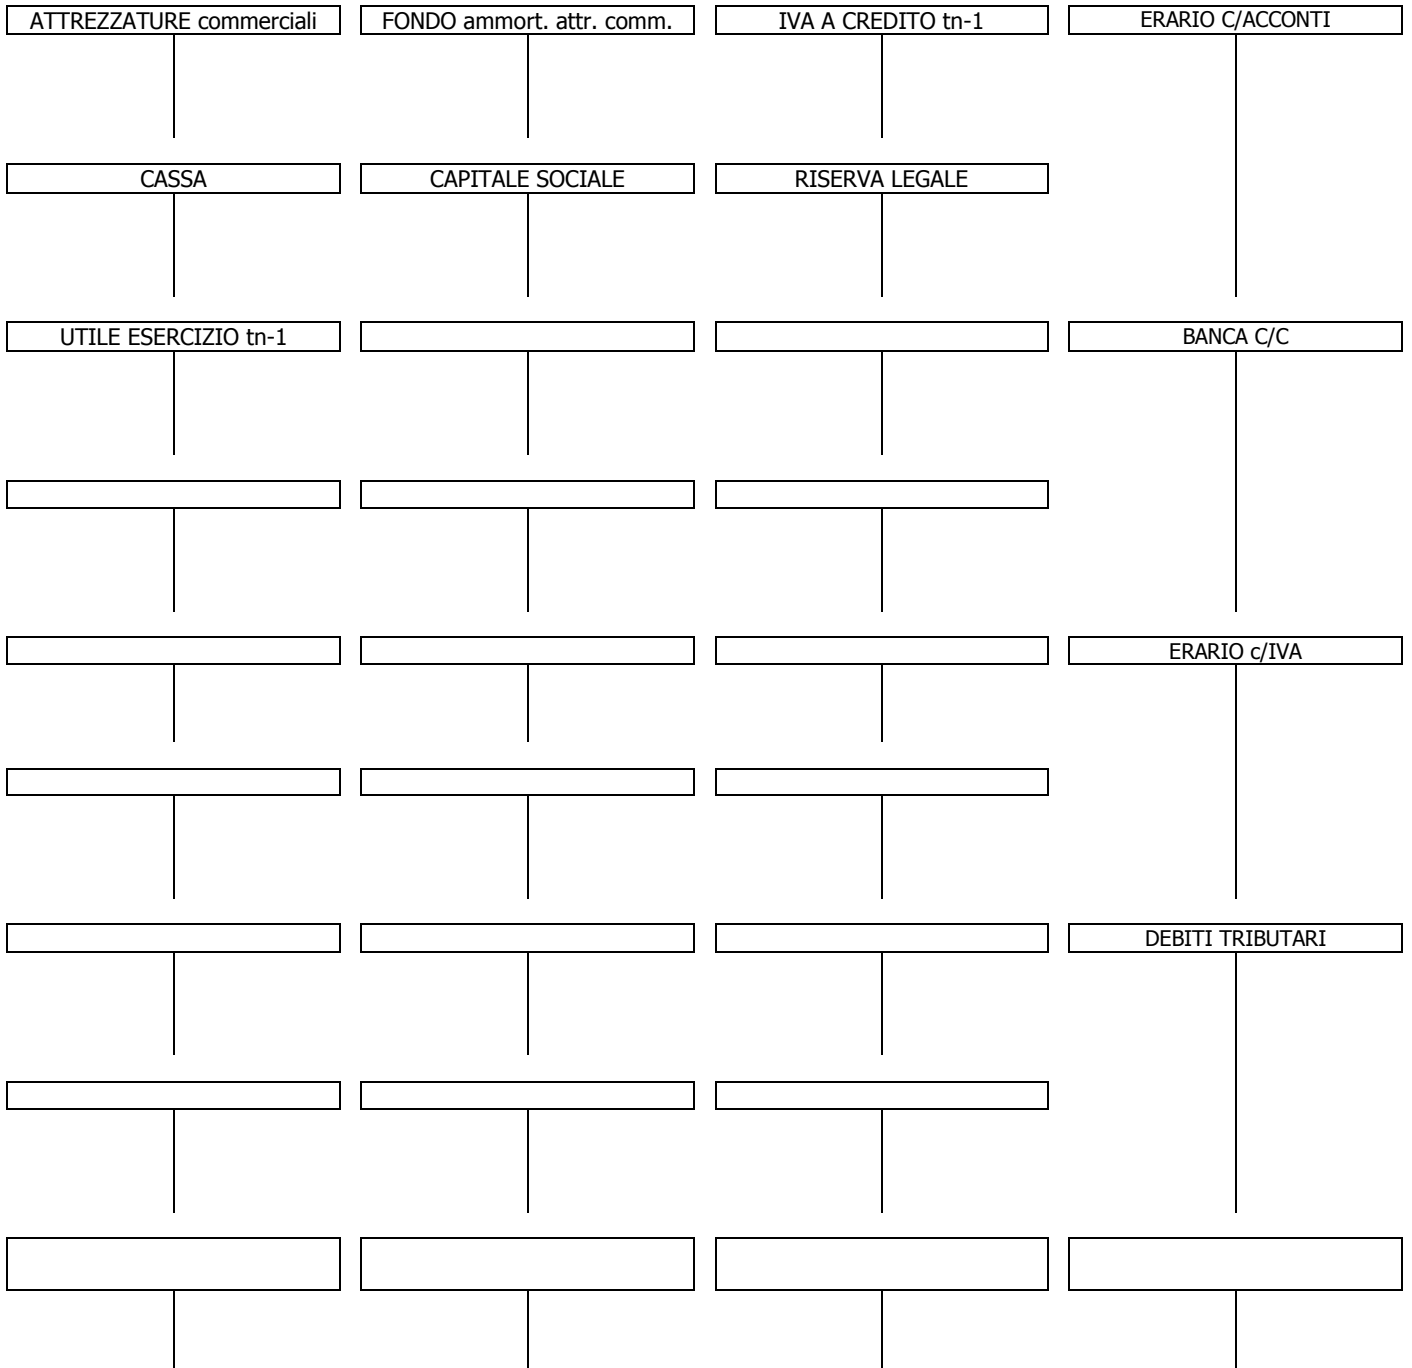 ATTREZZATURE commerciali
FONDO ammort. attr. comm.
IVA A CREDITO tn-1
ERARIO C/ACCONTI
CASSA
CAPITALE SOCIALE
RISERVA LEGALE
UTILE ESERCIZIO tn-1
BANCA C/C
ERARIO c/IVA
DEBITI TRIBUTARI